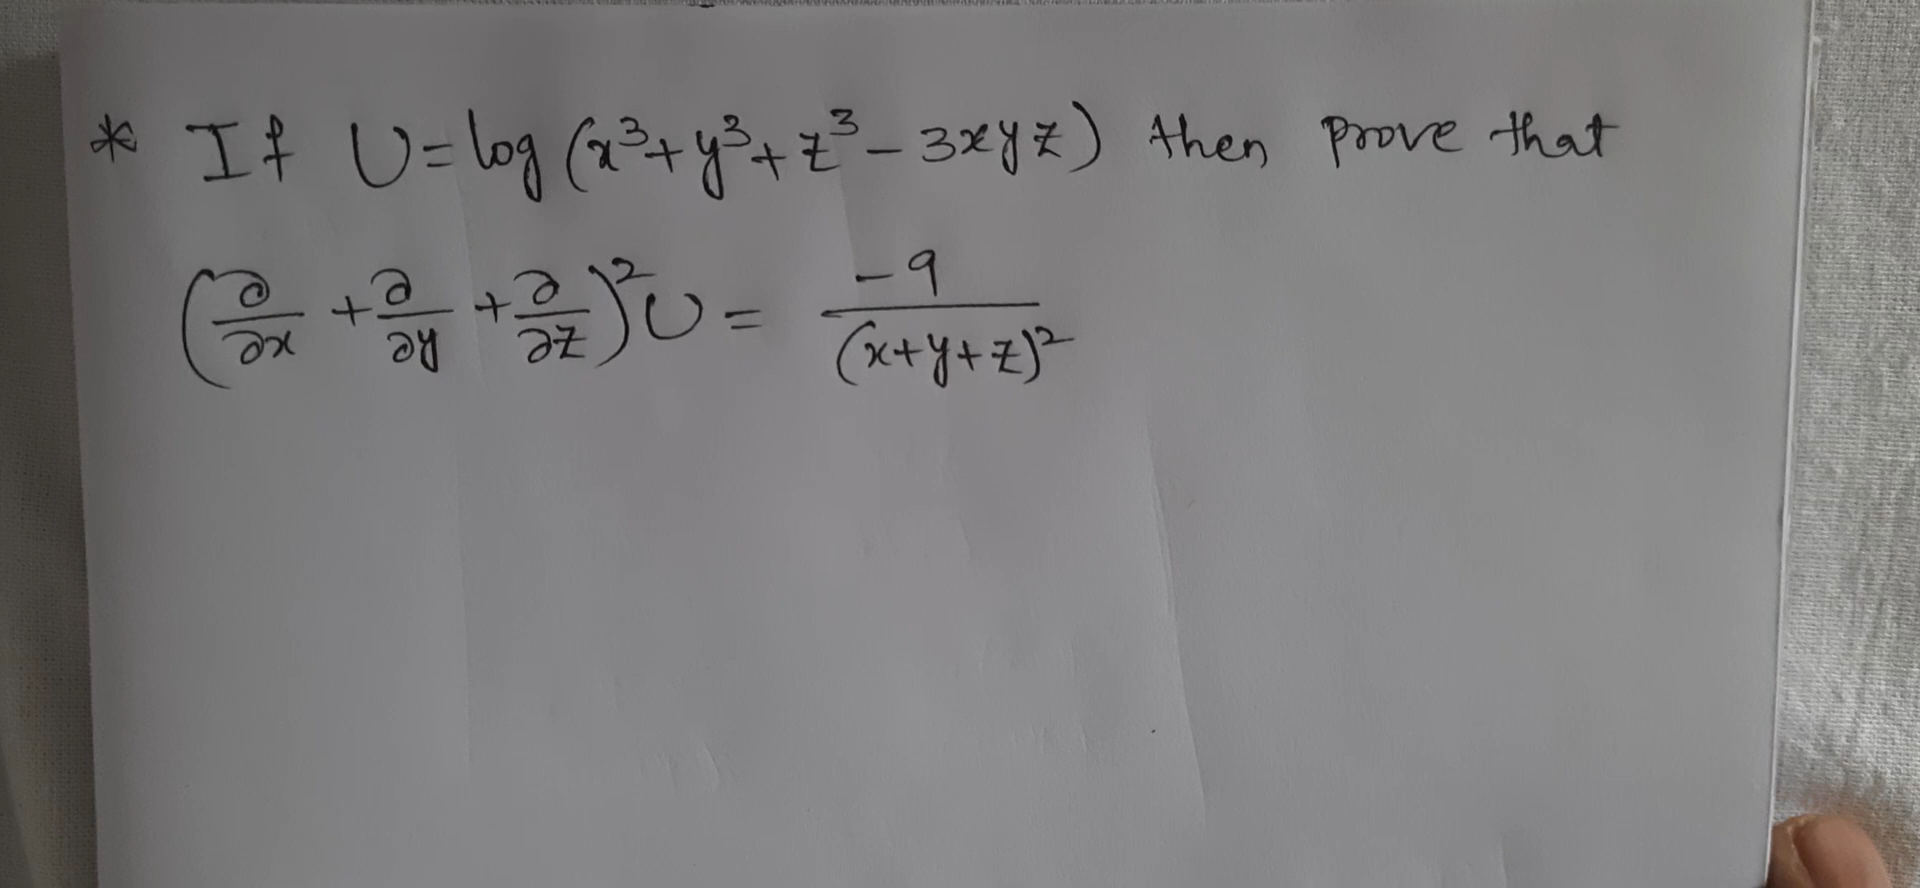 * If U = log (x³ + y³ + z³ - 3xyz) then prove that
(∂/∂x + ∂/∂y + ∂/∂z)² U = -9/(x+y+z)²